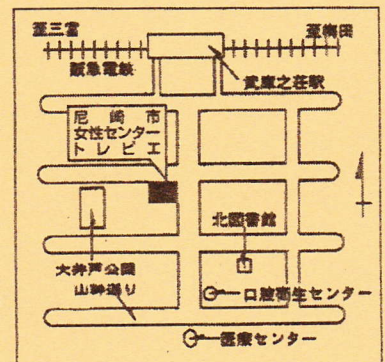 至三宮
至梅田
阪急電鉄
武庫之荘駅
尼崎市
女性センター
トレピエ
北図書館
大井戸公園
山幹通り
口腔衛生センター
医療センター